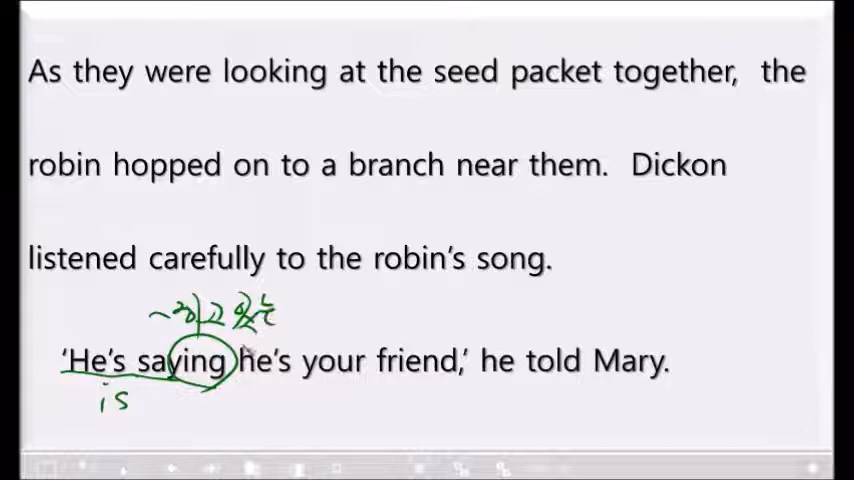 As they were looking at the seed packet together, the
robin hopped on to a branch near them. Dickon
listened carefully to the robin's song.
~하고 있는
'He's saying he's your friend,' he told Mary.
is